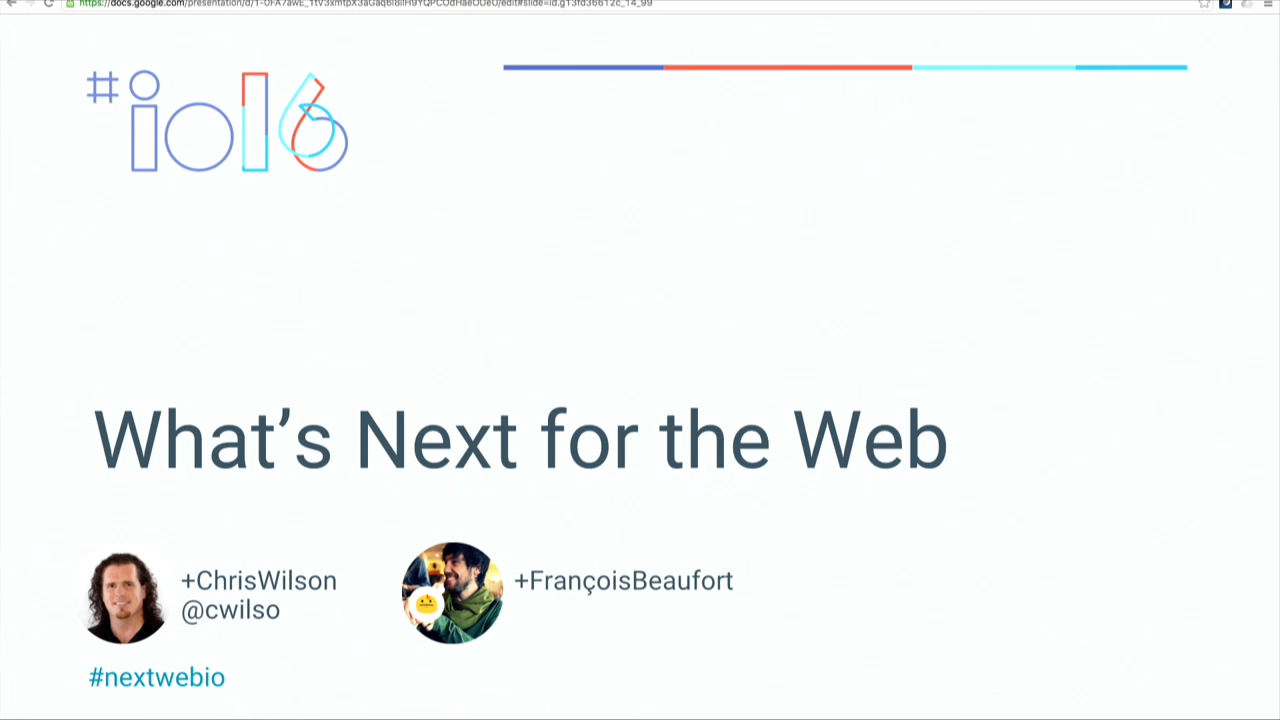 #io16
What's Next for the Web
+ChrisWilson
@cwilso
+FrançoisBeaufort
#nextwebio